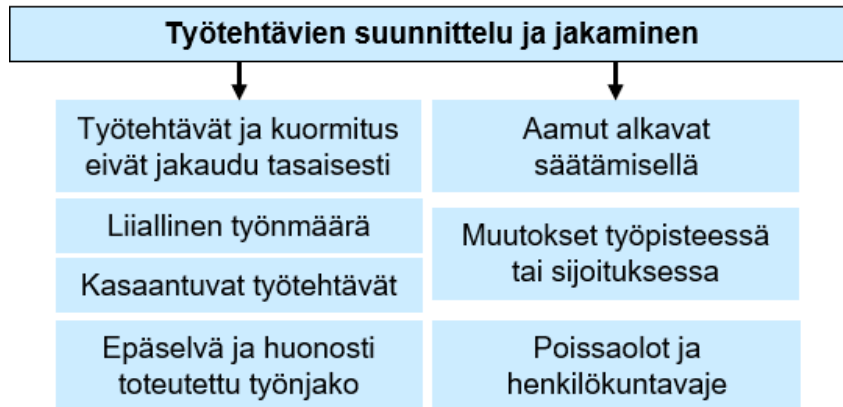 Työtehtävien suunnittelu ja jakaminen
Työtehtävät ja kuormitus
eivät jakaudu tasaisesti
Liiallinen työnmäärä
Kasaantuvat työtehtävät
Epäselvä ja huonosti
toteutettu työnjako
Aamut alkavat
säätämisellä
Muutokset työpisteessä
tai sijoituksessa
Poissaolot ja
henkilökuntavaje